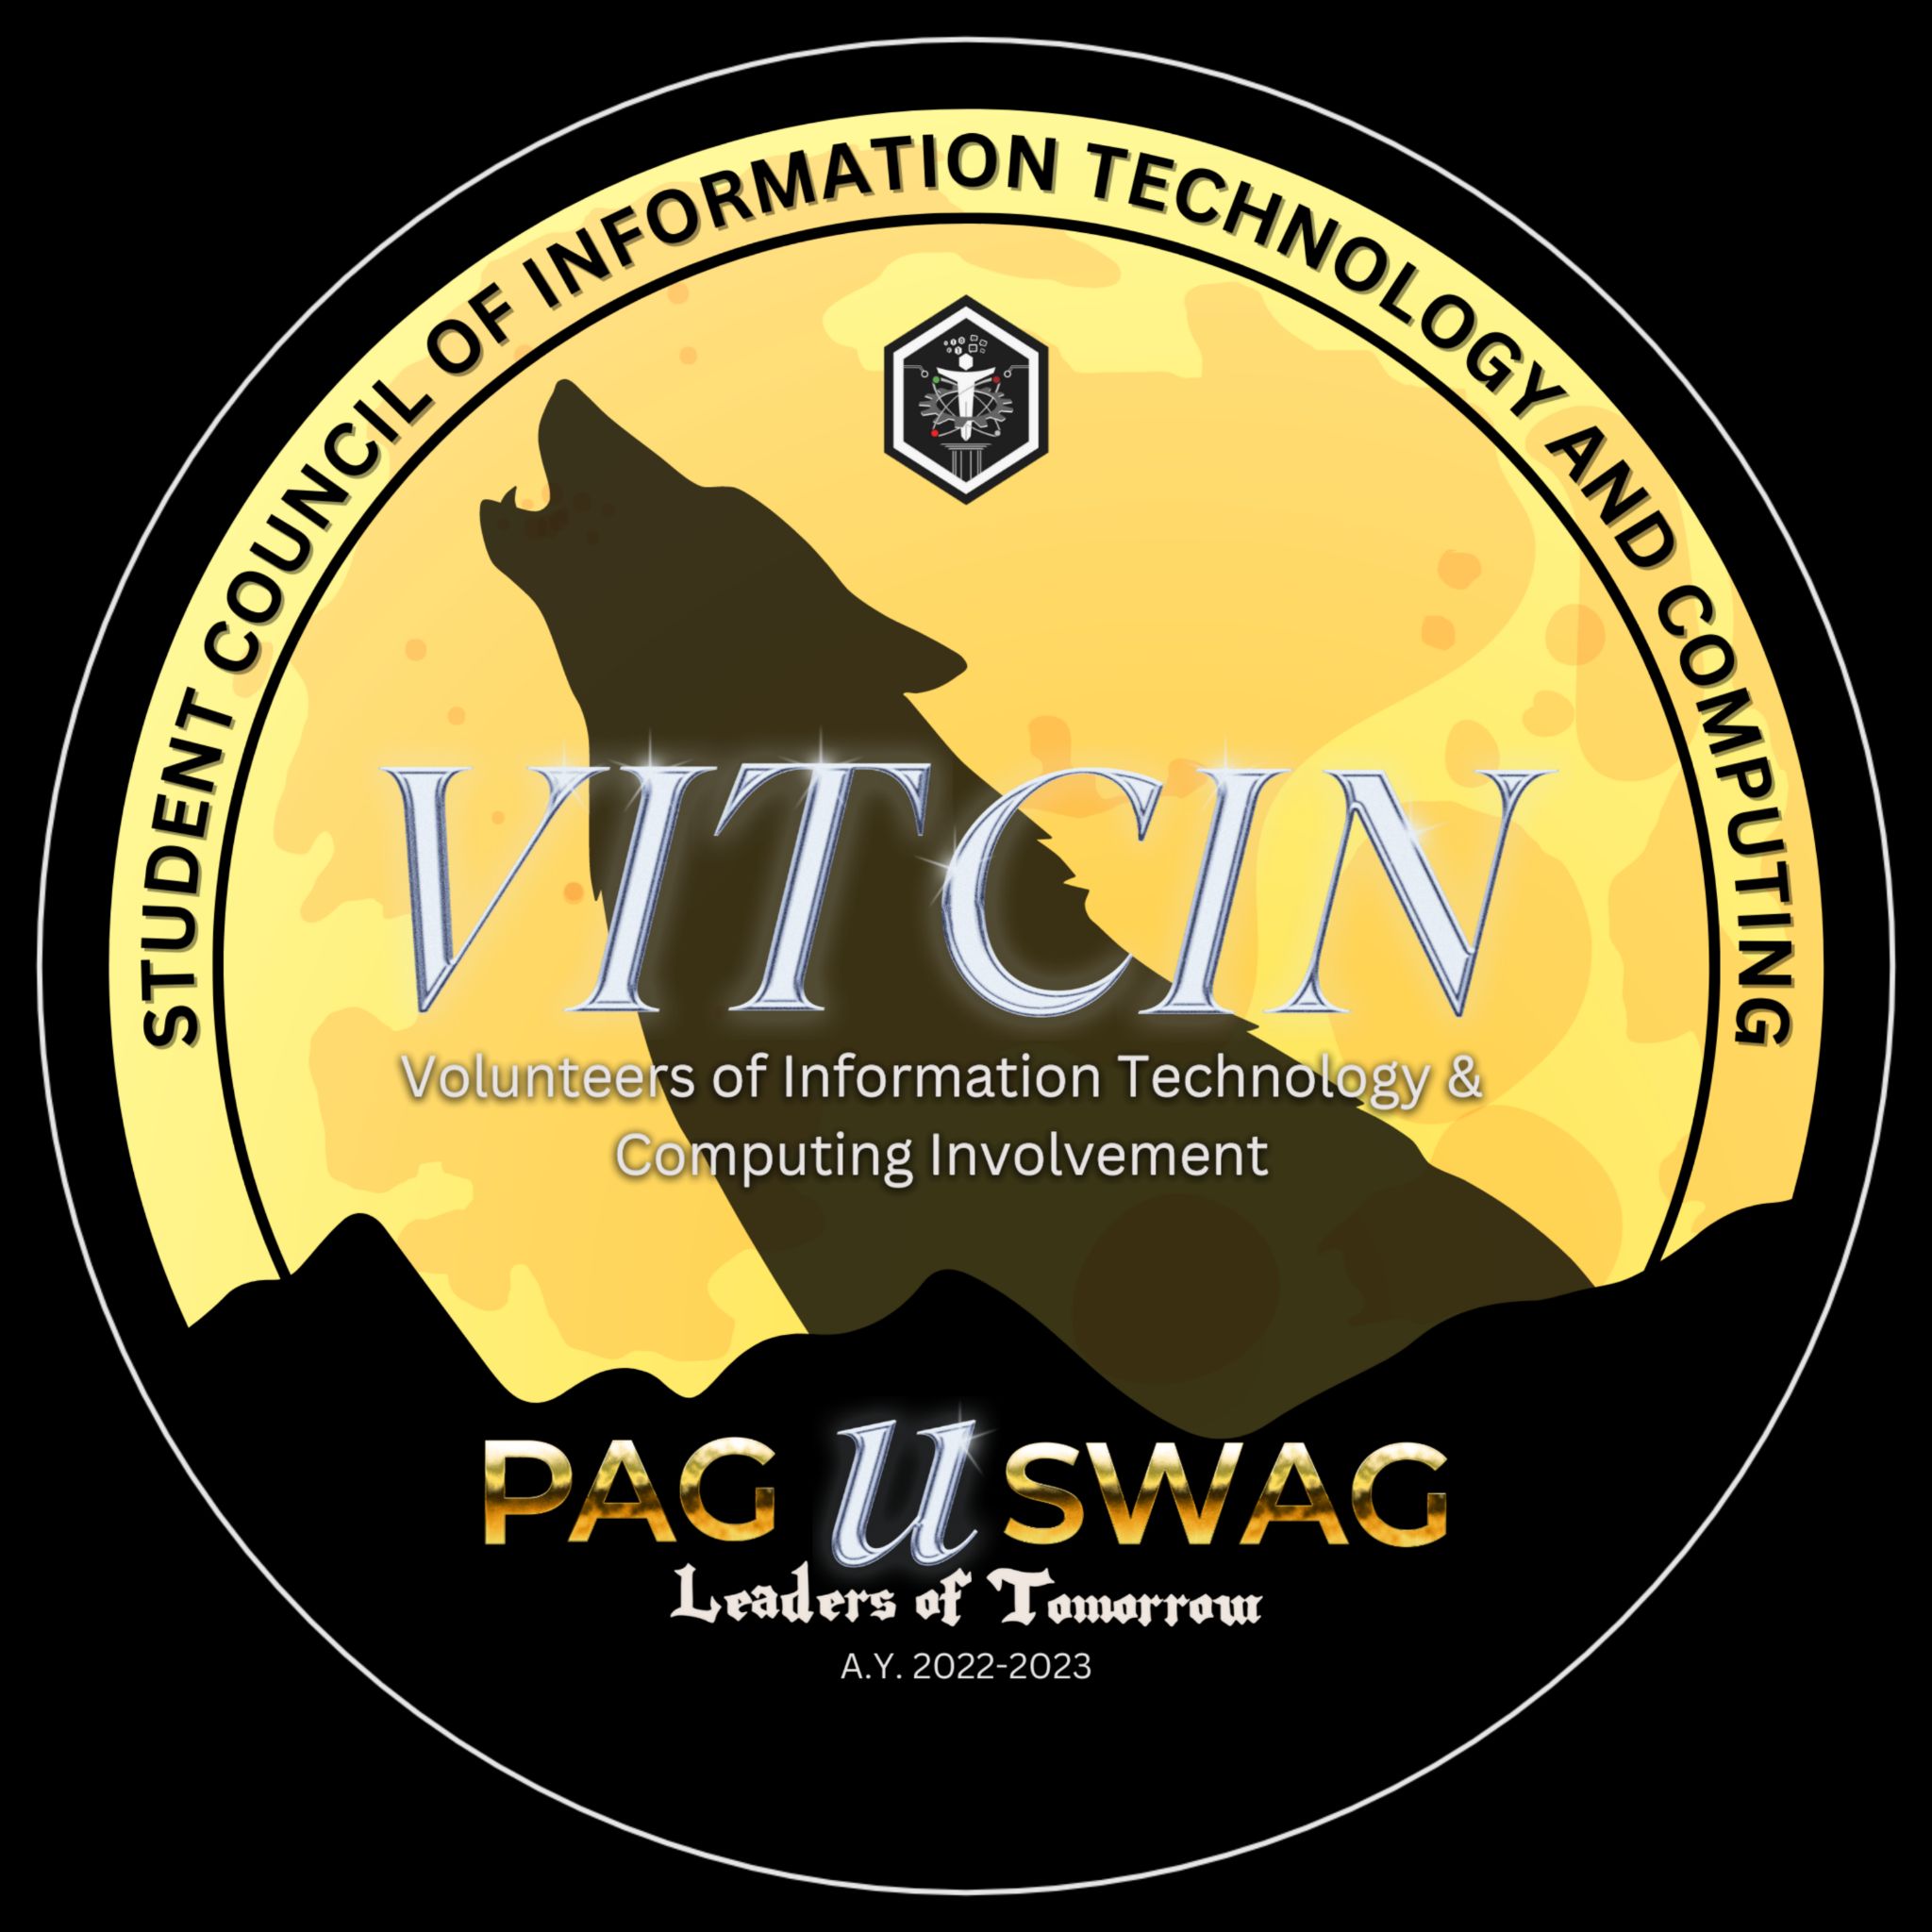 STUDENT COUNCIL OF INFORMATION TECHNOLOGY AND COMPUTING
VITCIN
Volunteers of Information Technology &
Computing Involvement
PAG U SWAG
Leaders of Tomorrow
A.Y. 2022-2023